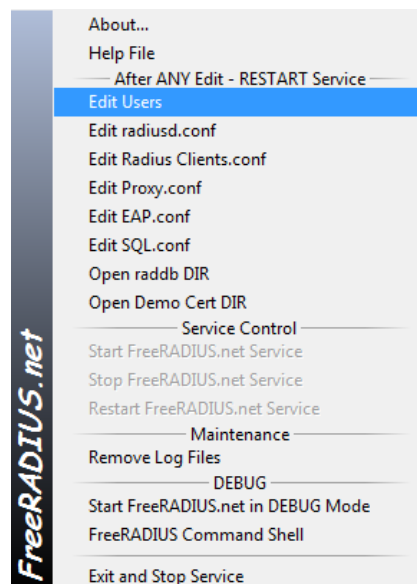 About...
Help File
After ANY Edit - RESTART Service
Edit Users
Edit radiusd.conf
Edit Radius Clients.conf
Edit Proxy.conf
Edit EAP.conf
Edit SQL.conf
Open raddb DIR
Open Demo Cert DIR
Service Control
Start FreeRADIUS.net Service
Stop FreeRADIUS.net Service
Restart FreeRADIUS.net Service
Maintenance
Remove Log Files
DEBUG
Start FreeRADIUS.net in DEBUG Mode
FreeRADIUS Command Shell
Exit and Stop Service
FreeRADIUS.net